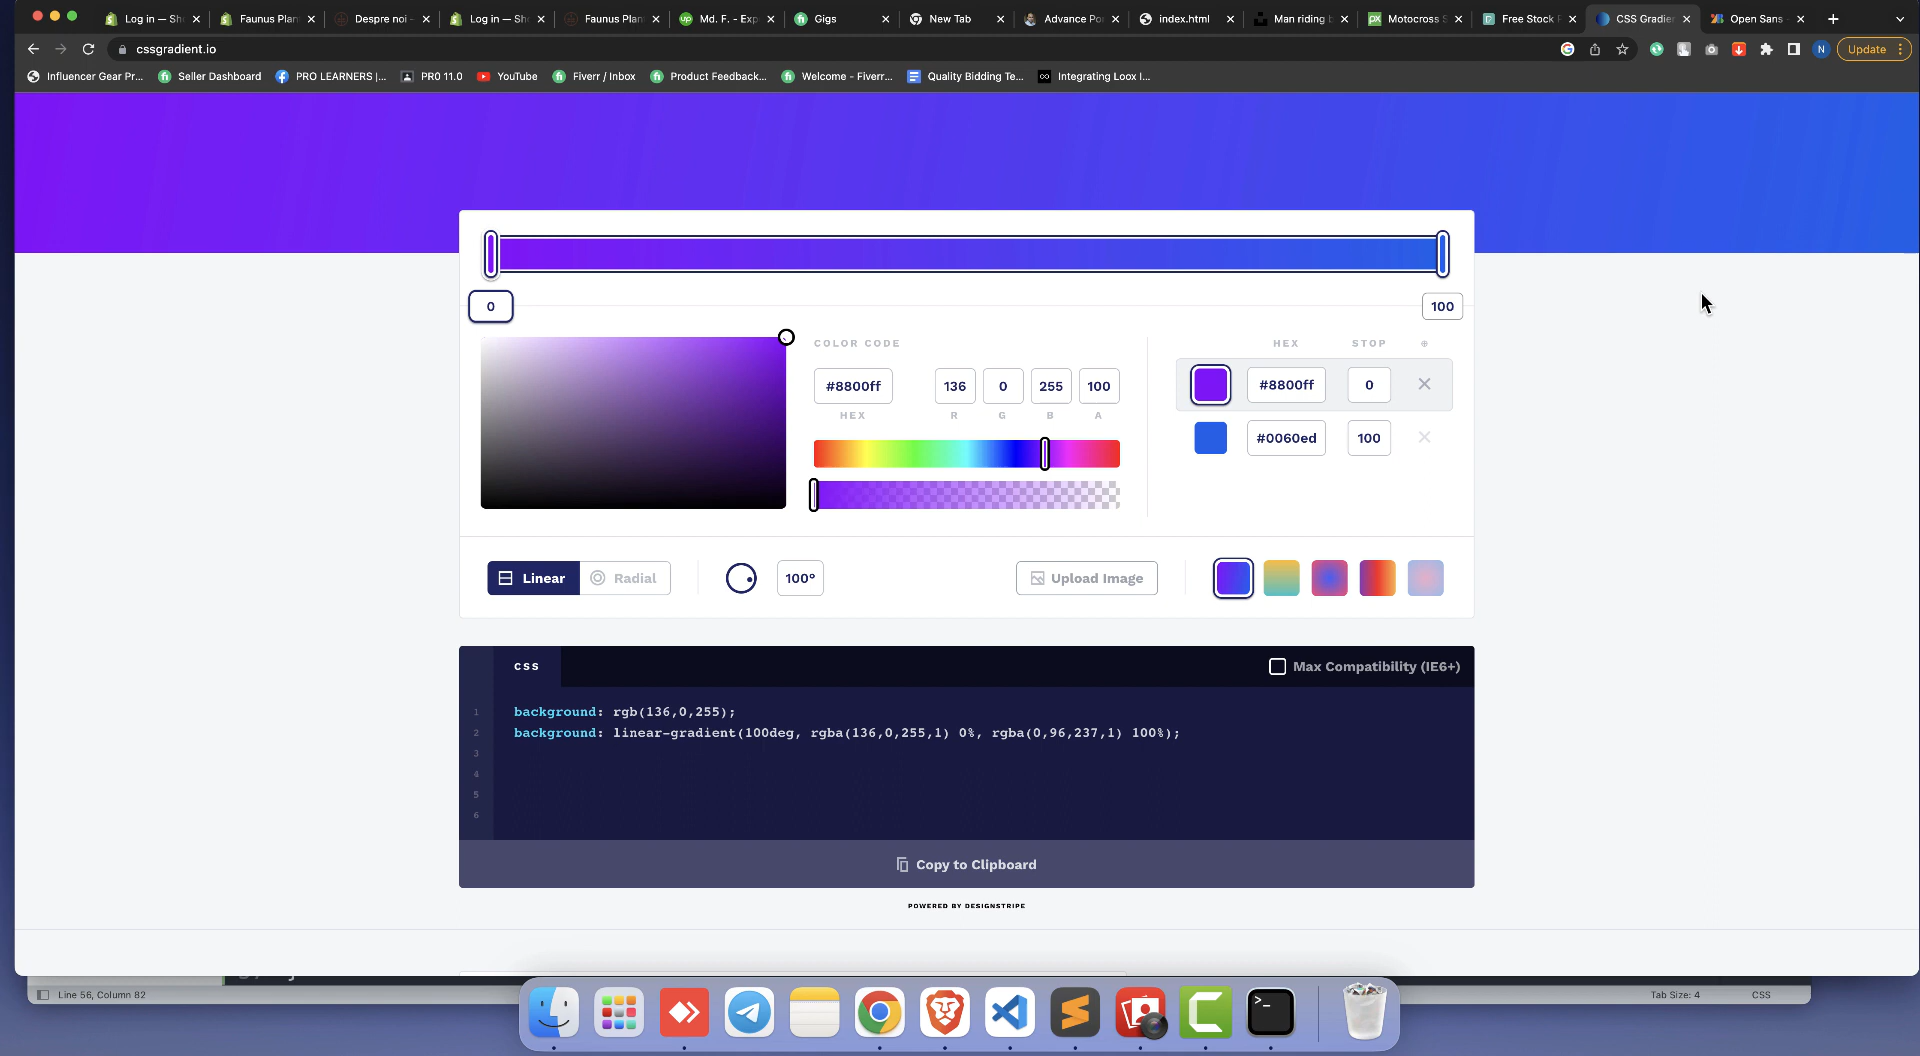 Log in — Sh
Faunus Plan
Despre noi -
Log in — Sh
Faunus Plan
Md. F. - Exp
Gigs
New Tab
Advance Po
index.html
Man riding
Motocross S
Free Stock F
CSS Gradier
Open Sans
cssgradient.io
N
Update
Influencer Gear Pr...
Seller Dashboard
PRO LEARNERS |...
PRO 11.0
YouTube
Fiverr / Inbox
Product Feedback...
Welcome - Fiverr...
Quality Bidding Te...
Integrating Loox I...
0
100
COLOR CODE
HEX
STOP
#8800ff
136
0
255
100
#8800ff
0
HEX
R
G
B
A
#0060ed
100
Linear
Radial
100°
Upload Image
CSS
Max Compatibility (IE6+)
1
background: rgb(136,0,255);
2
background: linear-gradient(100deg, rgba(136,0,255,1) 0%, rgba(0,96,237,1) 100%);
3
4
5
6
Copy to Clipboard
POWERED BY DESIGNSTRIPE
Line 56, Column 82
Tab Size: 4
CSS